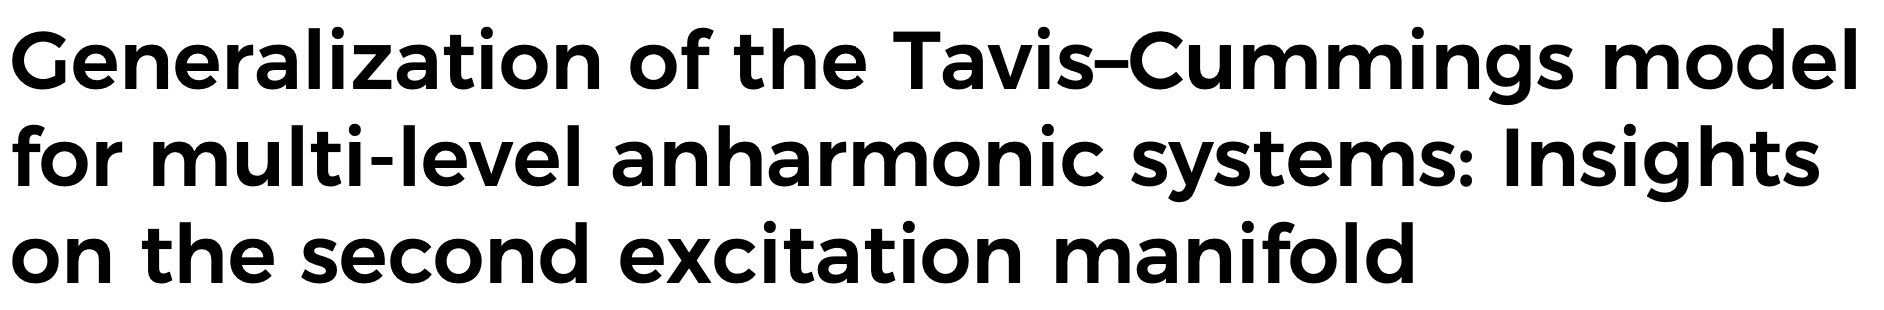 Generalization of the Tavis–Cummings model
for multi-level anharmonic systems: Insights
on the second excitation manifold